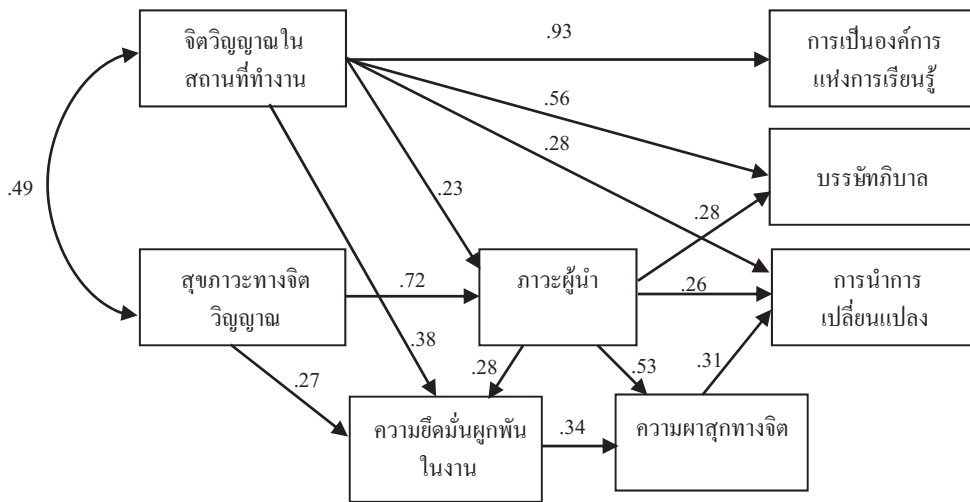 จิตวิญญาณใน
สถานที่ทำงาน
.93
การเป็นองค์การ
แห่งการเรียนรู้
.56
.28
บรรษัทภิบาล
.49
.23
.28
สุขภาวะทางจิต
วิญญาณ
.72
ภาวะผู้นำ
.26
การนำการ
เปลี่ยนแปลง
.38
.27
.28
.53
.31
ความยึดมั่นผูกพัน
ในงาน
.34
ความผาสุกทางจิต